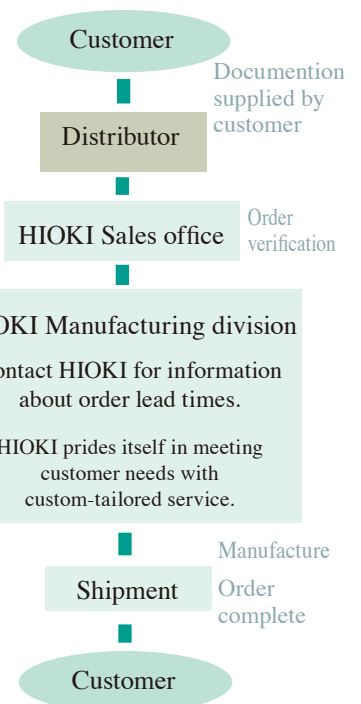 Customer
Documention
supplied by
customer
Distributor
HIOKI Sales office
Order
verification
OKI Manufacturing division
ontact HIOKI for information
about order lead times.
HIOKI prides itself in meeting
customer needs with
custom-tailored service.
Manufacture
Shipment
Order
complete
Customer